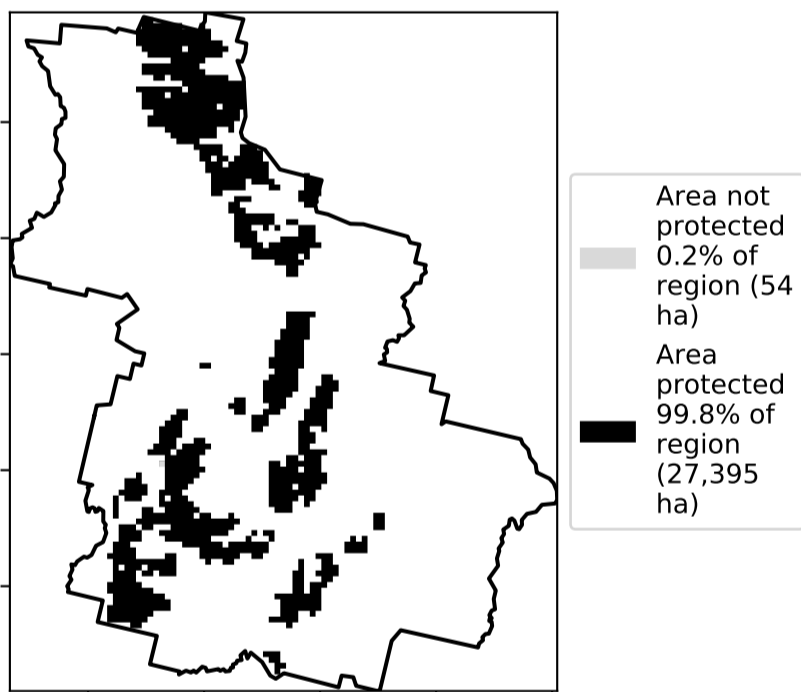 Area not
protected
0.2% of
region (54
ha)
Area
protected
99.8% of
region
(27,395
ha)